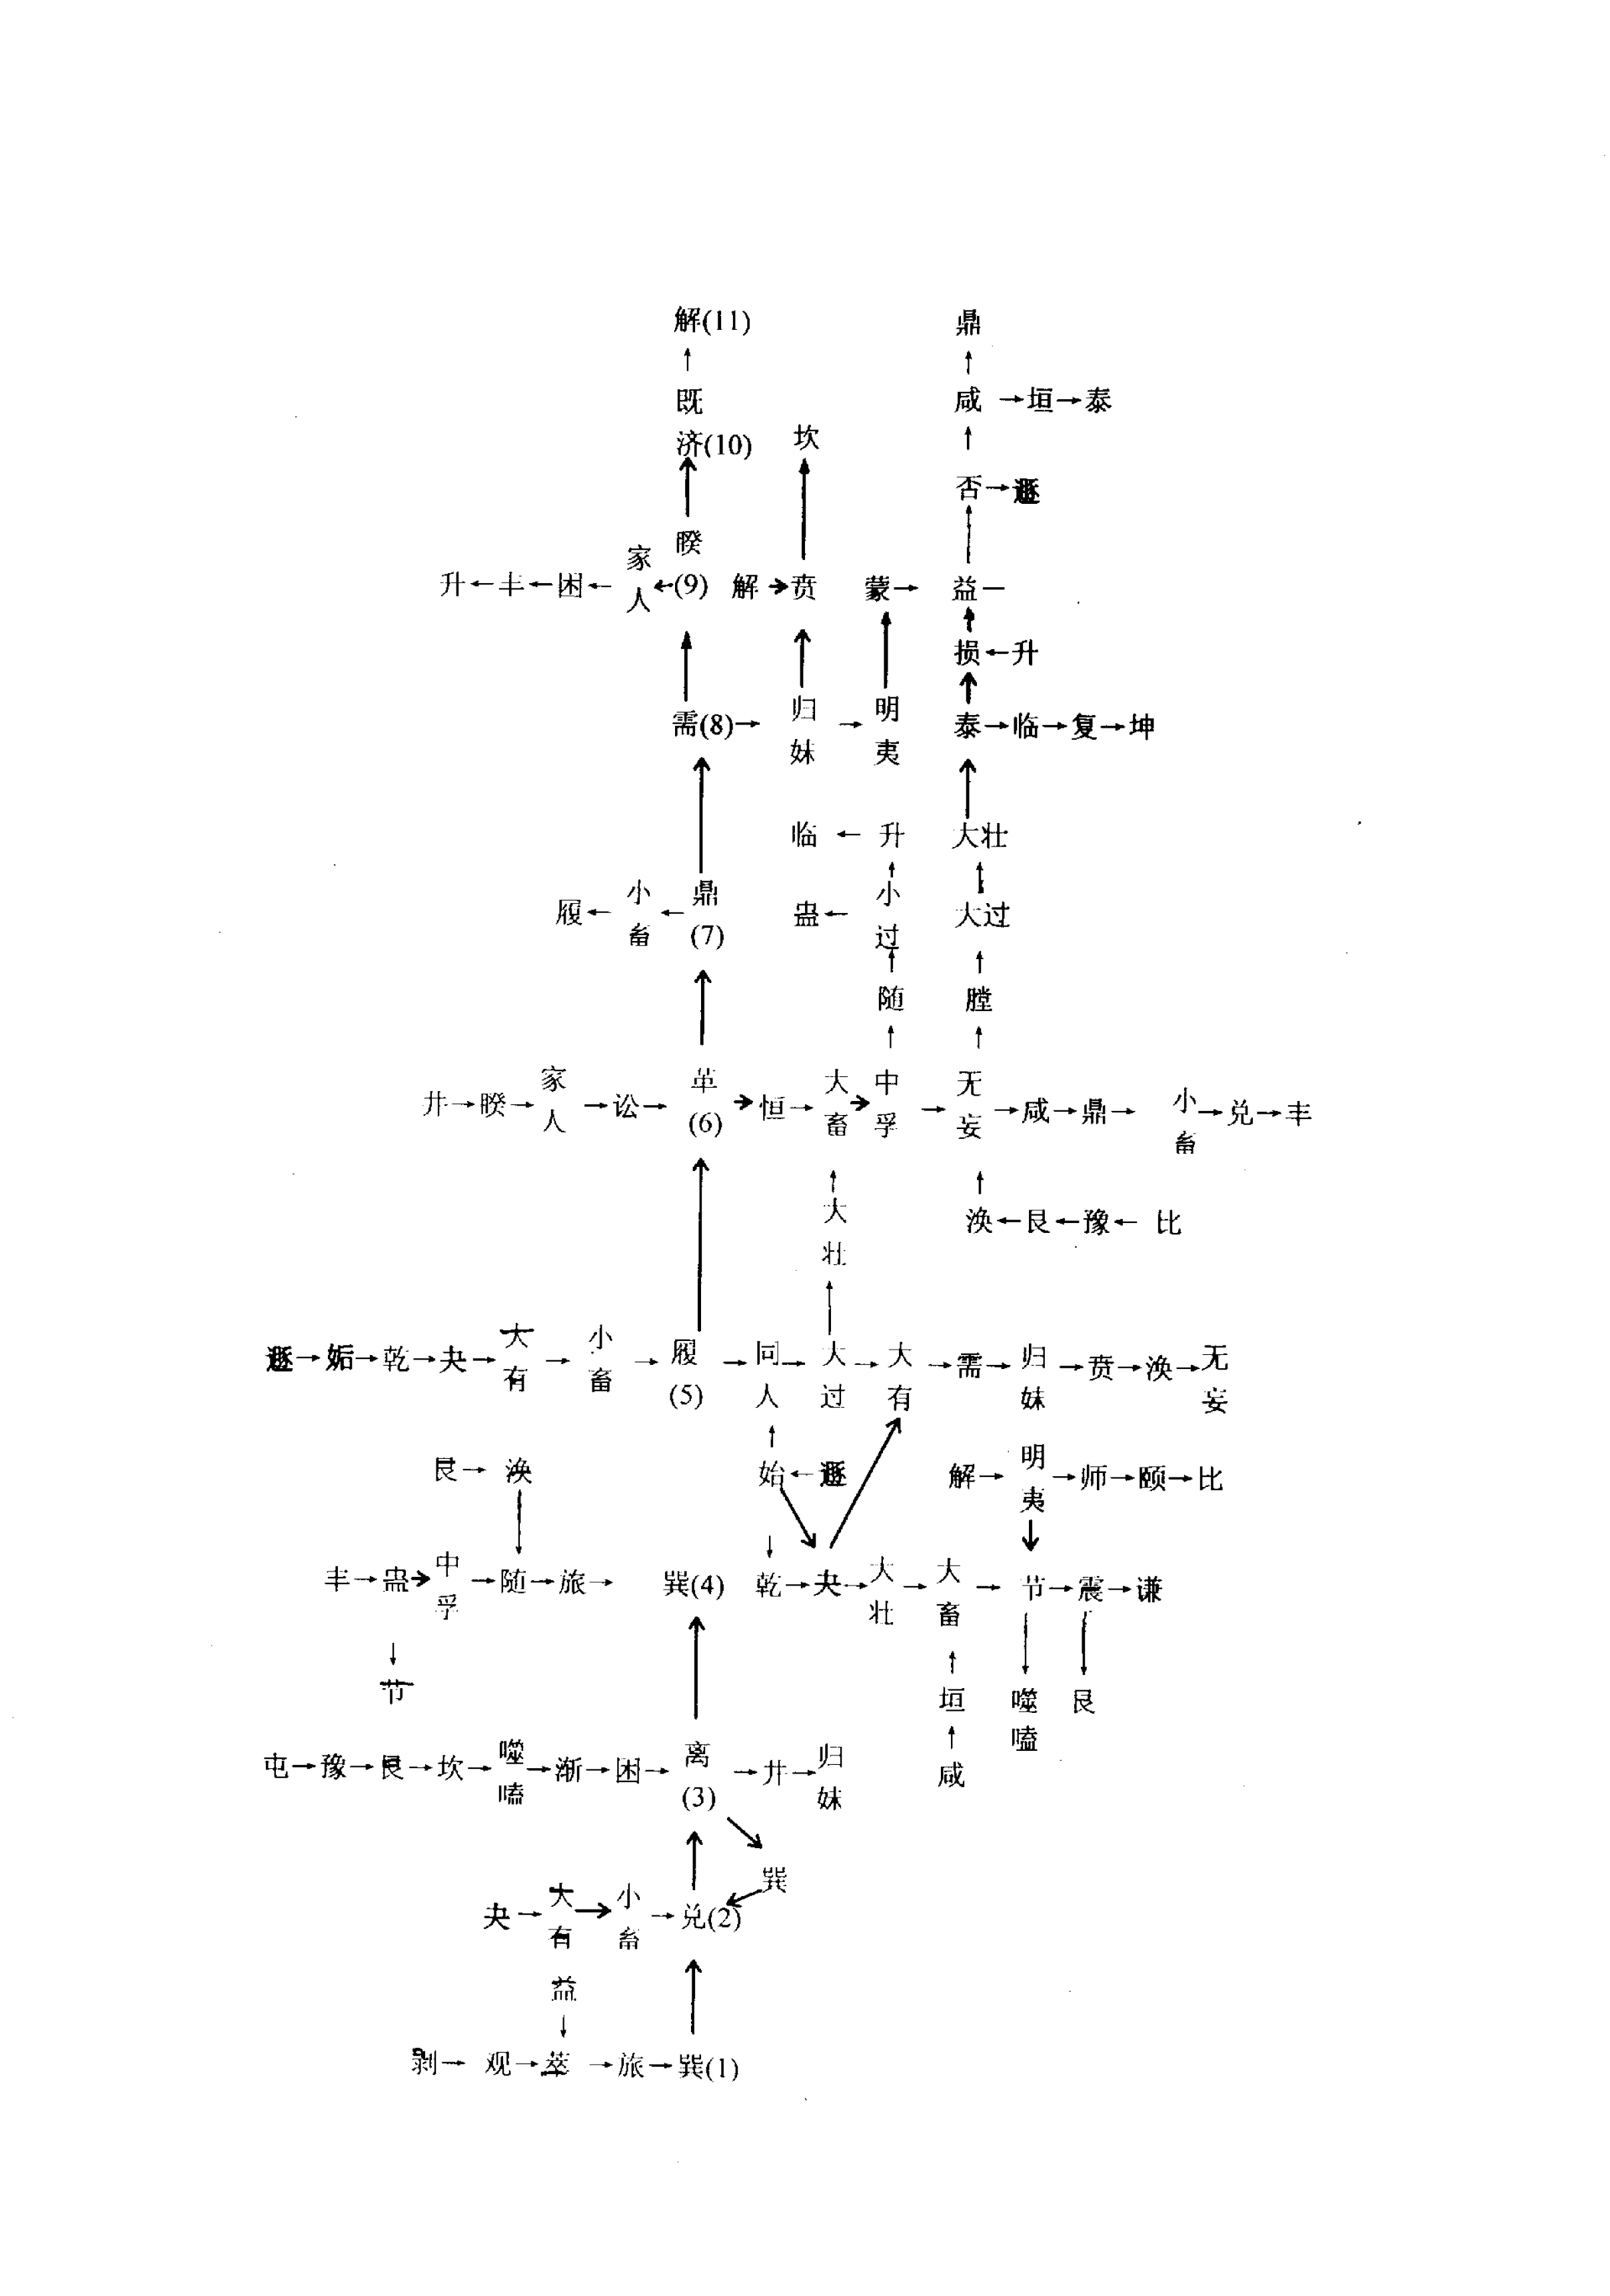 解(11) 鼎
↑ ↑
既 咸→垣→泰
济(10) 坎 ↑
否→遯
睽
家
升←丰←困← 人 ←(9) 解→贲 蒙→ 益—
损←升
归 明
需(8)→ → 泰→临→复→坤
妹 夷
临 ← 升 大壮
小 鼎 小
履← ← 蛊← 大过
畜 (7) 过
随 瞠
家 革 大 中 无
井→睽→ →讼→ →恒→ → → →咸→鼎→ 小→兑→丰
人 (6) 畜 孚 妄 畜
大 涣←艮←豫← 比
壮
大 小 履 同 大 大 归 无
遯→姤→乾→夬→ → → → → → →需→ →贲→涣→
有 畜 (5) 人 过 有 妹 妄
明
艮→ 涣 始←遯 解→ →师→颐→比
夷
中 大 大
丰→蛊→ →随→旅→ 巽(4) 乾→夬→ → → 节→震→谦
孚 壮 畜
节 垣 噬 艮
嗑
噬 离 归
屯→豫→艮→坎→ →渐→困→ →井→
嗑 (3) 妹
咸
巽
大 小
夬→ → →兑(2)
有 畜
益
↓
剥→ 观→萃 →旅→巽(1)